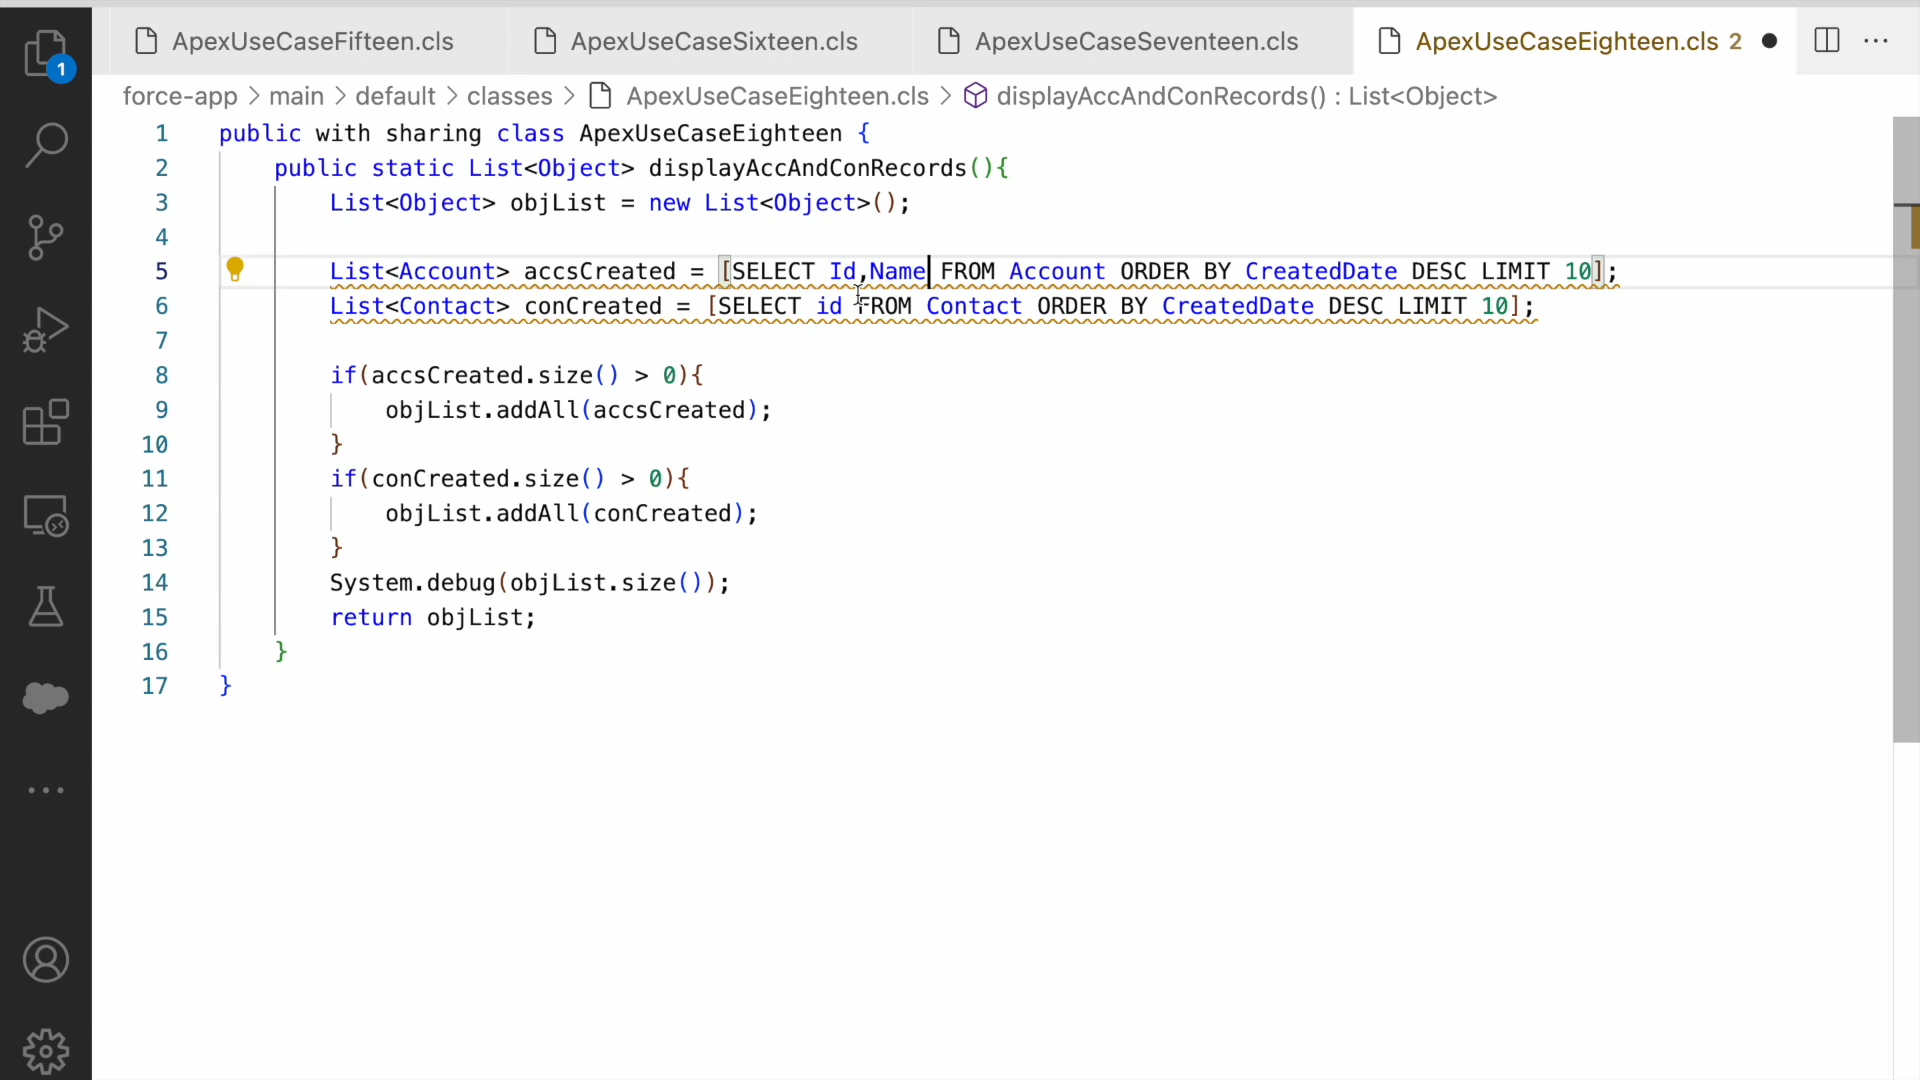 ApexUseCaseFifteen.cls ApexUseCaseSixteen.cls ApexUseCaseSeventeen.cls ApexUseCaseEighteen.cls 2
1
force-app > main > default > classes > ApexUseCaseEighteen.cls > displayAccAndConRecords() : List<Object>
1 public with sharing class ApexUseCaseEighteen {
2 public static List<Object> displayAccAndConRecords(){
3 List<Object> objList = new List<Object>();
4
5 List<Account> accsCreated = [SELECT Id,Name FROM Account ORDER BY CreatedDate DESC LIMIT 10];
6 List<Contact> conCreated = [SELECT id FROM Contact ORDER BY CreatedDate DESC LIMIT 10];
7
8 if(accsCreated.size() > 0){
9 objList.addAll(accsCreated);
10 }
11 if(conCreated.size() > 0){
12 objList.addAll(conCreated);
13 }
14 System.debug(objList.size());
15 return objList;
16 }
17 }